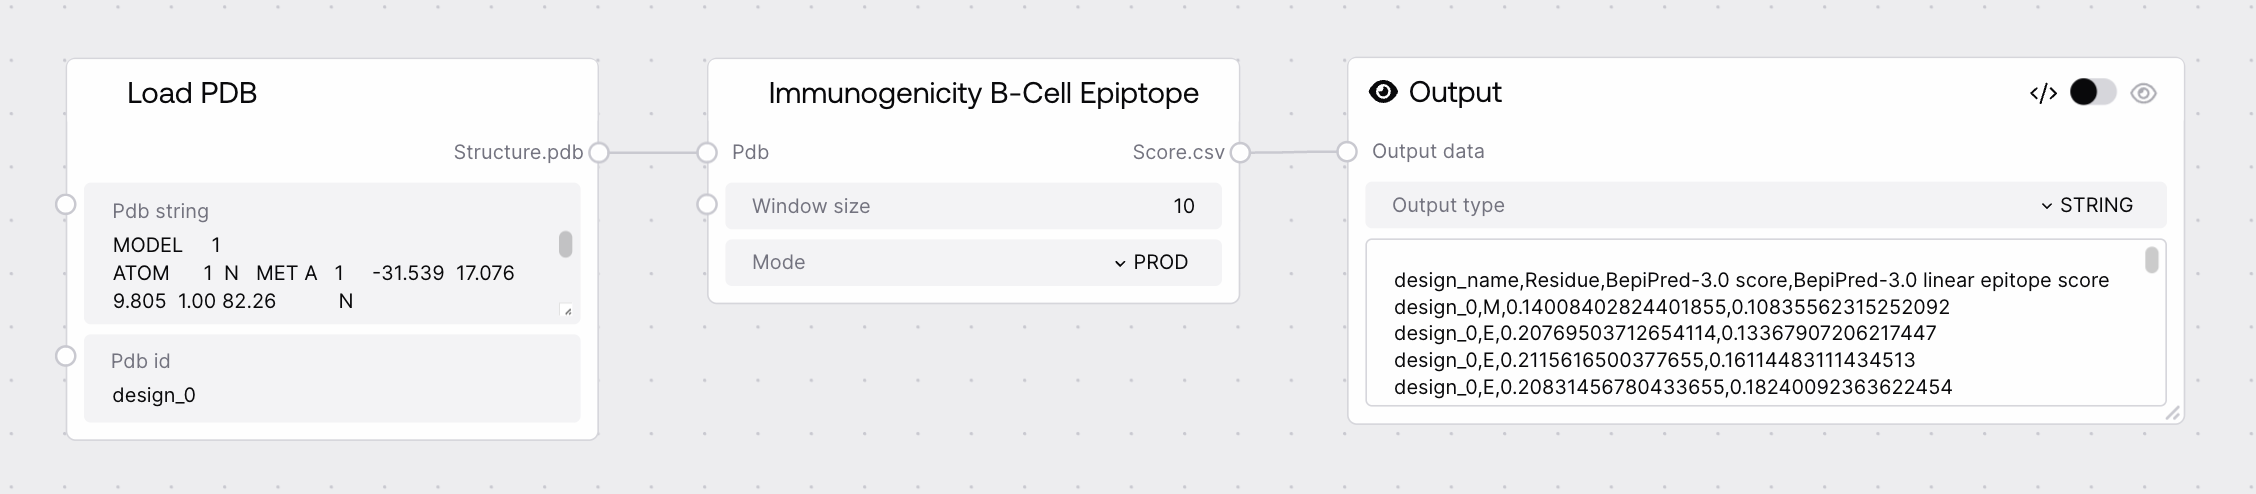 Load PDB
Structure.pdb
Pdb string
MODEL 1
ATOM 1 N MET A 1 -31.539 17.076
9.805 1.00 82.26 N
Pdb id
design_0
Immunogenicity B-Cell Epiptope
Pdb Score.csv
Window size 10
Mode PROD
Output </>
Output data
Output type STRING
design_name,Residue,BepiPred-3.0 score,BepiPred-3.0 linear epitope score
design_0,M,0.14008402824401855,0.10835562315252092
design_0,E,0.20769503712654114,0.13367907206217447
design_0,E,0.2115616500377655,0.16114483111434513
design_0,E,0.20831456780433655,0.18240092363622454